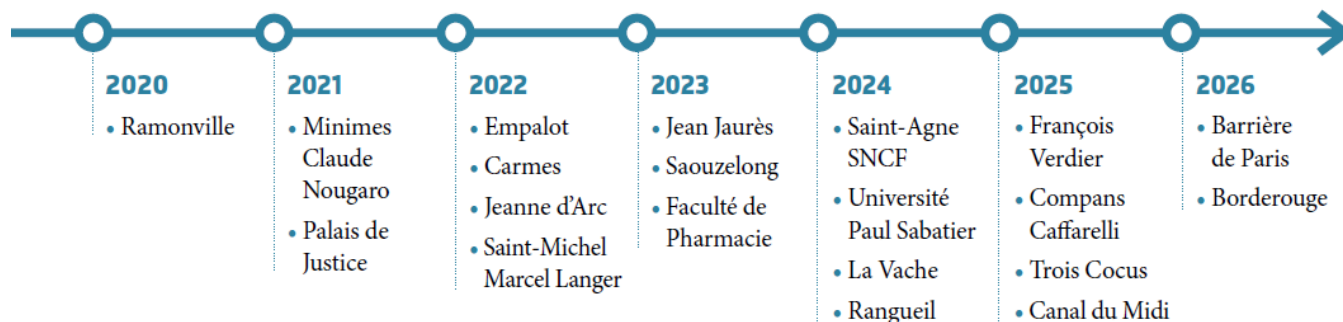 2020
• Ramonville
2021
• Minimes
Claude
Nougaro
• Palais de
Justice
2022
• Empalot
• Carmes
• Jeanne d’Arc
• Saint-Michel
Marcel Langer
2023
• Jean Jaurès
• Saouzelong
• Faculté de
Pharmacie
2024
• Saint-Agne
SNCF
• Université
Paul Sabatier
• La Vache
• Rangueil
2025
• François
Verdier
• Compans
Caffarelli
• Trois Cocus
• Canal du Midi
2026
• Barrière
de Paris
• Borderouge